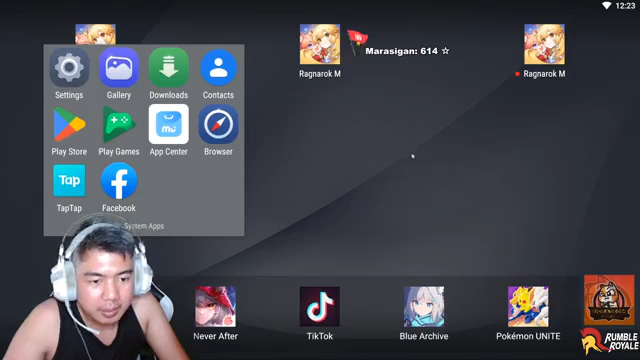 12:23
Marasigan: 614 ☆
Ragnarok M
Ragnarok M
Settings
Gallery
Downloads
Contacts
Play Store
Play Games
App Center
Browser
Tap
TapTap
Facebook
System Apps
Never After
TikTok
Blue Archive
Pokémon UNITE
RUMBLE
ROYALE